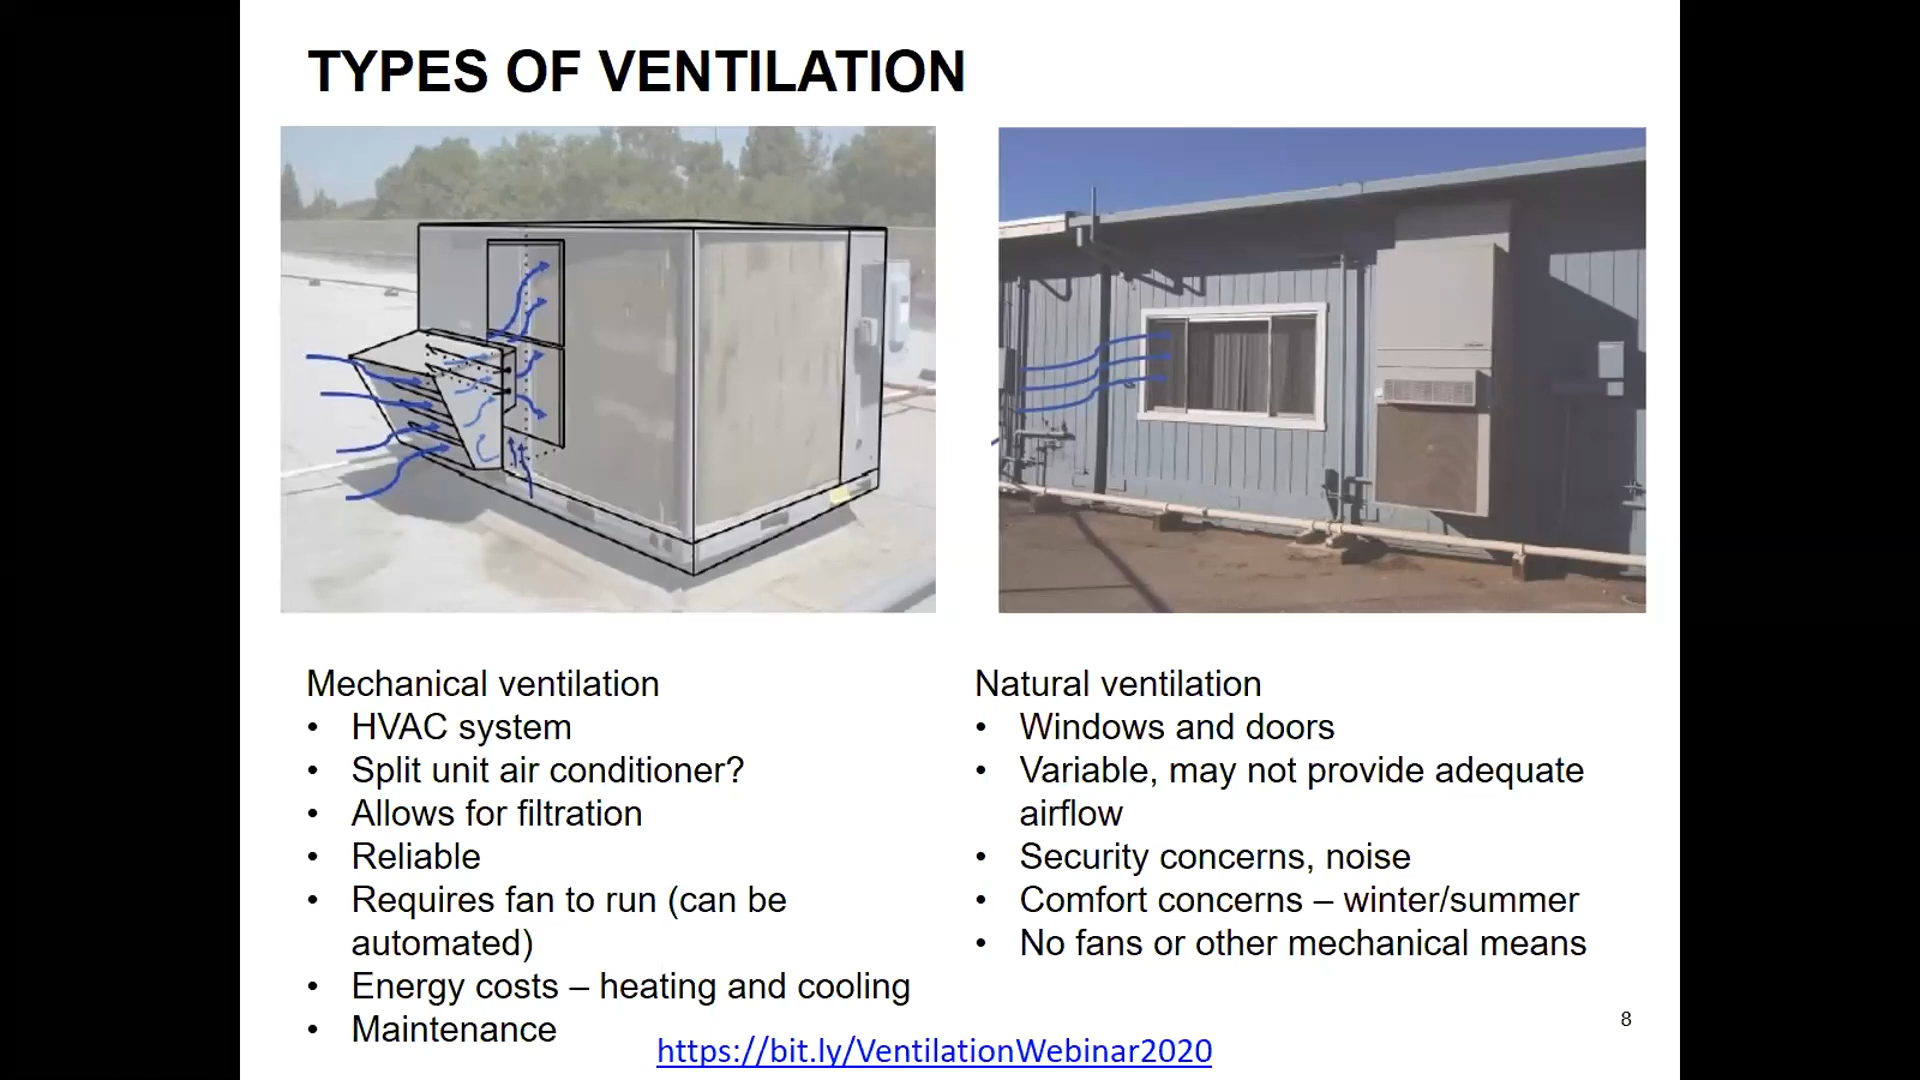 TYPES OF VENTILATION
Mechanical ventilation
• HVAC system
• Split unit air conditioner?
• Allows for filtration
• Reliable
• Requires fan to run (can be
automated)
• Energy costs – heating and cooling
• Maintenance
Natural ventilation
• Windows and doors
• Variable, may not provide adequate
airflow
• Security concerns, noise
• Comfort concerns – winter/summer
• No fans or other mechanical means
8
https://bit.ly/VentilationWebinar2020